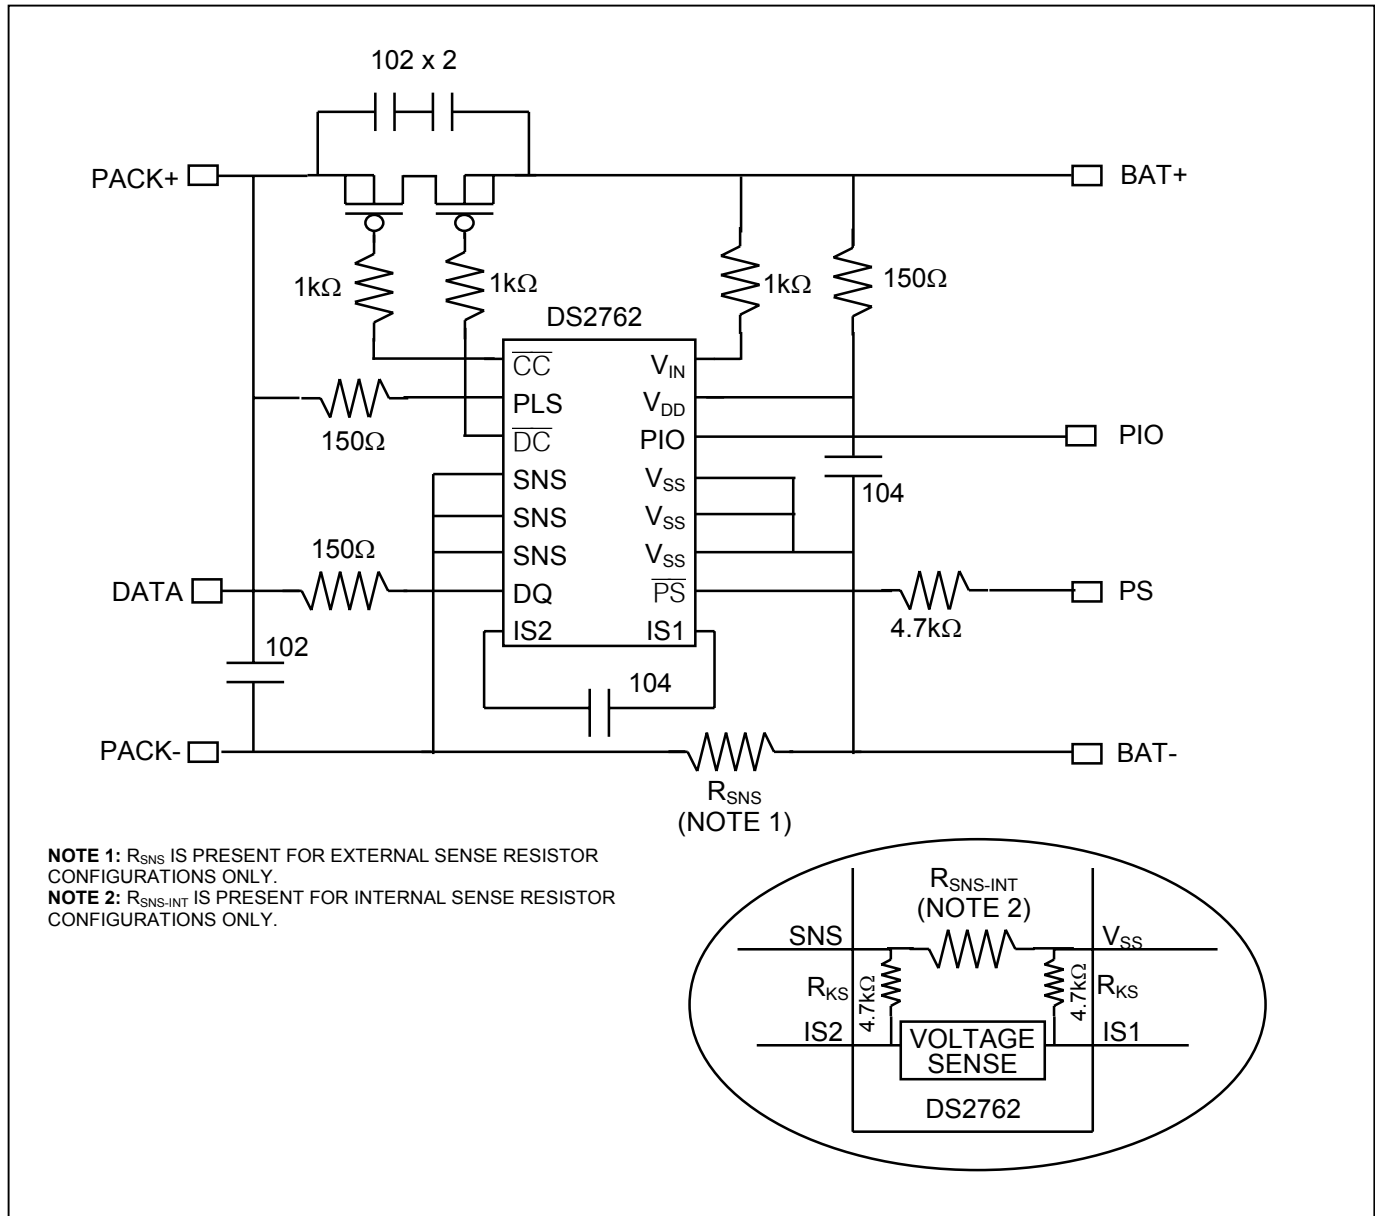 102 x 2
PACK+
BAT+
1kΩ
1kΩ
1kΩ
150Ω
DS2762
CC
VIN
PLS
VDD
150Ω
DC
PIO
PIO
SNS
VSS
104
SNS
VSS
150Ω
SNS
VSS
DATA
DQ
PS
PS
4.7kΩ
IS2
IS1
102
104
PACK-
BAT-
RSNS
(NOTE 1)
NOTE 1: RSNS IS PRESENT FOR EXTERNAL SENSE RESISTOR
CONFIGURATIONS ONLY.
NOTE 2: RSNS-INT IS PRESENT FOR INTERNAL SENSE RESISTOR
CONFIGURATIONS ONLY.
RSNS-INT
(NOTE 2)
SNS
VSS
RKS
4.7kΩ
4.7kΩ
RKS
IS2
VOLTAGE
SENSE
IS1
DS2762